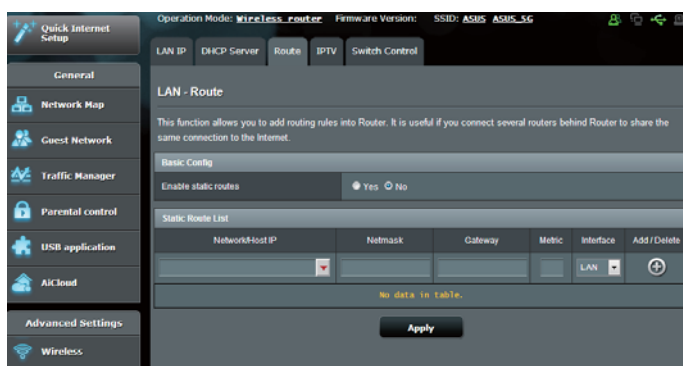 Quick Internet
Setup
Operation Mode: Wireless router Firmware Version: SSID: ASUS ASUS_5G
LAN IP DHCP Server Route IPTV Switch Control
General
Network Map
Guest Network
Traffic Manager
Parental control
USB application
AiCloud
Advanced Settings
Wireless
LAN - Route
This function allows you to add routing rules into Router. It is useful if you connect several routers behind Router to share the
same connection to the Internet.
Basic Config
Enable static routes Yes No
Static Route List
Network/Host IP Netmask Gateway Metric Interface Add / Delete
LAN
No data in table.
Apply